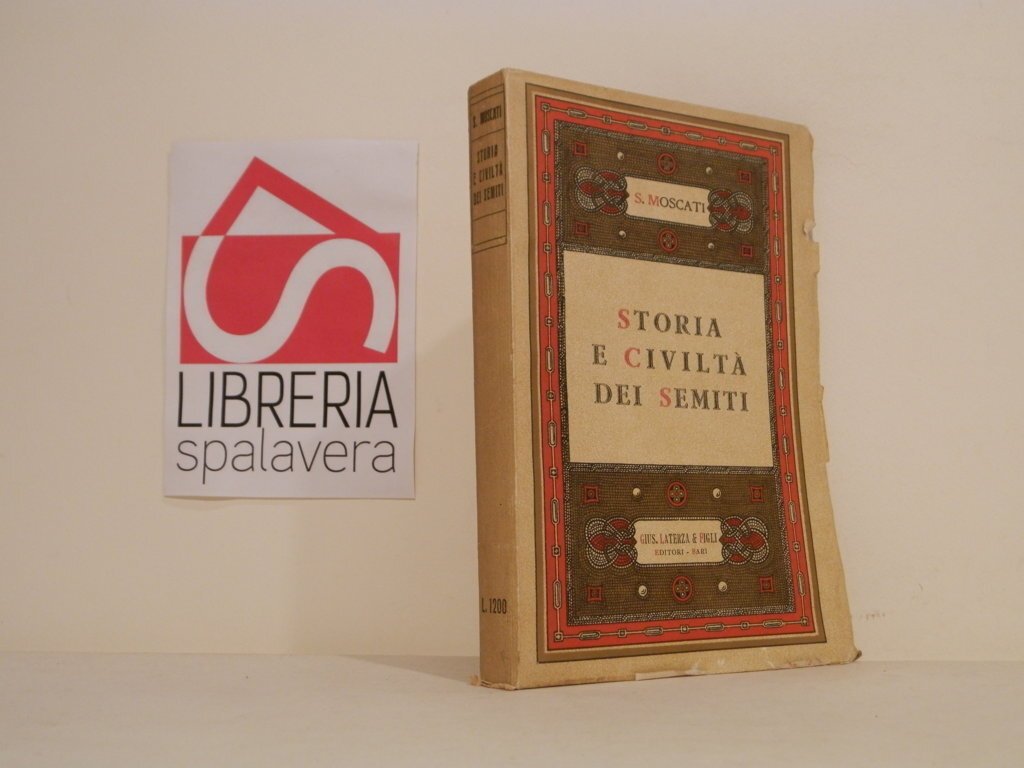 LIBRERIA
spalavera
S. MOSCATI
STORIA
E CIVILTÀ
DEI SEMITI
L. 1200
S. MOSCATI
STORIA
E CIVILTÀ
DEI SEMITI
GIUS. LATERZA & FIGLI
EDITORI - BARI